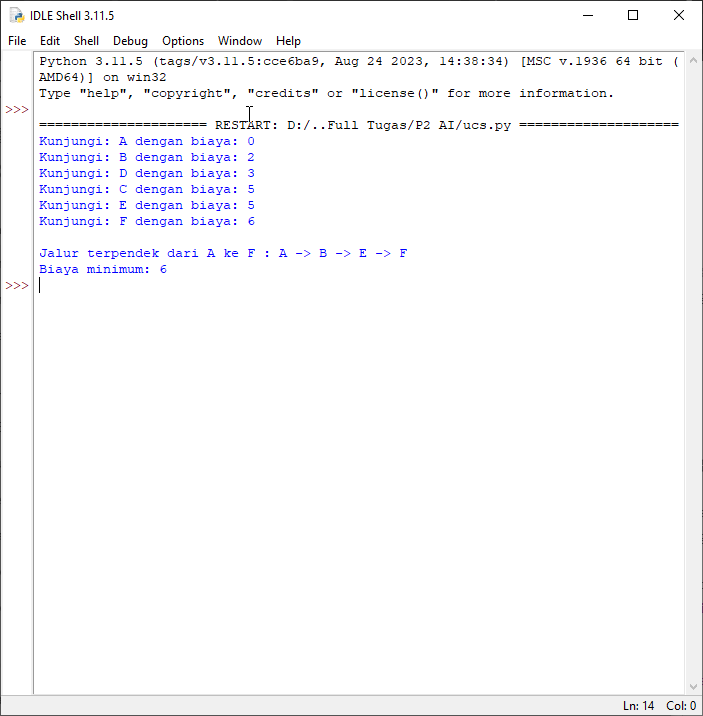 IDLE Shell 3.11.5
File Edit Shell Debug Options Window Help
Python 3.11.5 (tags/v3.11.5:cce6ba9, Aug 24 2023, 14:38:34) [MSC v.1936 64 bit (
AMD64)] on win32
Type "help", "copyright", "credits" or "license()" for more information.
>>>
===================== RESTART: D:/..Full Tugas/P2 AI/ucs.py ====================
Kunjungi: A dengan biaya: 0
Kunjungi: B dengan biaya: 2
Kunjungi: D dengan biaya: 3
Kunjungi: C dengan biaya: 5
Kunjungi: E dengan biaya: 5
Kunjungi: F dengan biaya: 6
Jalur terpendek dari A ke F : A -> B -> E -> F
Biaya minimum: 6
>>>
Ln: 14 Col: 0